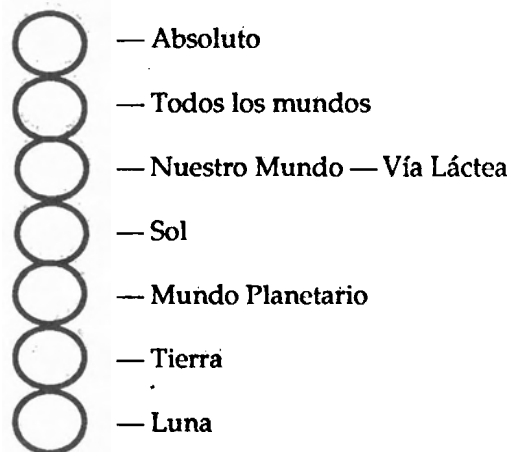 — Absoluto
— Todos los mundos
— Nuestro Mundo — Vía Láctea
— Sol
— Mundo Planetario
— Tierra
— Luna